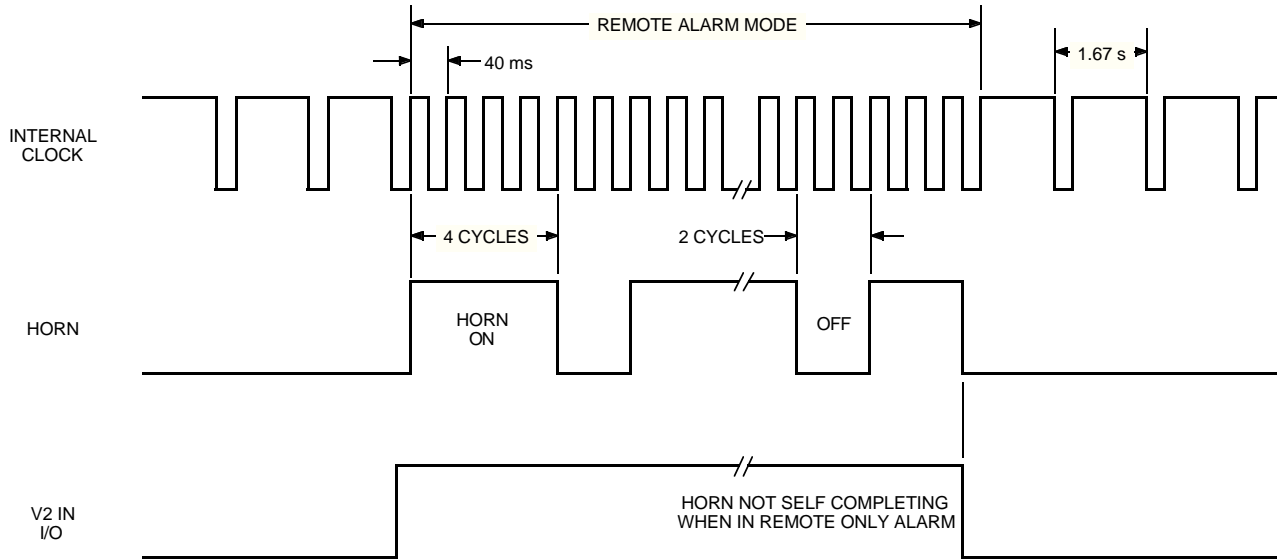 REMOTE ALARM MODE
40 ms
1.67 s
INTERNAL
CLOCK
4 CYCLES
2 CYCLES
HORN
HORN
ON
OFF
V2 IN
I/O
HORN NOT SELF COMPLETING
WHEN IN REMOTE ONLY ALARM